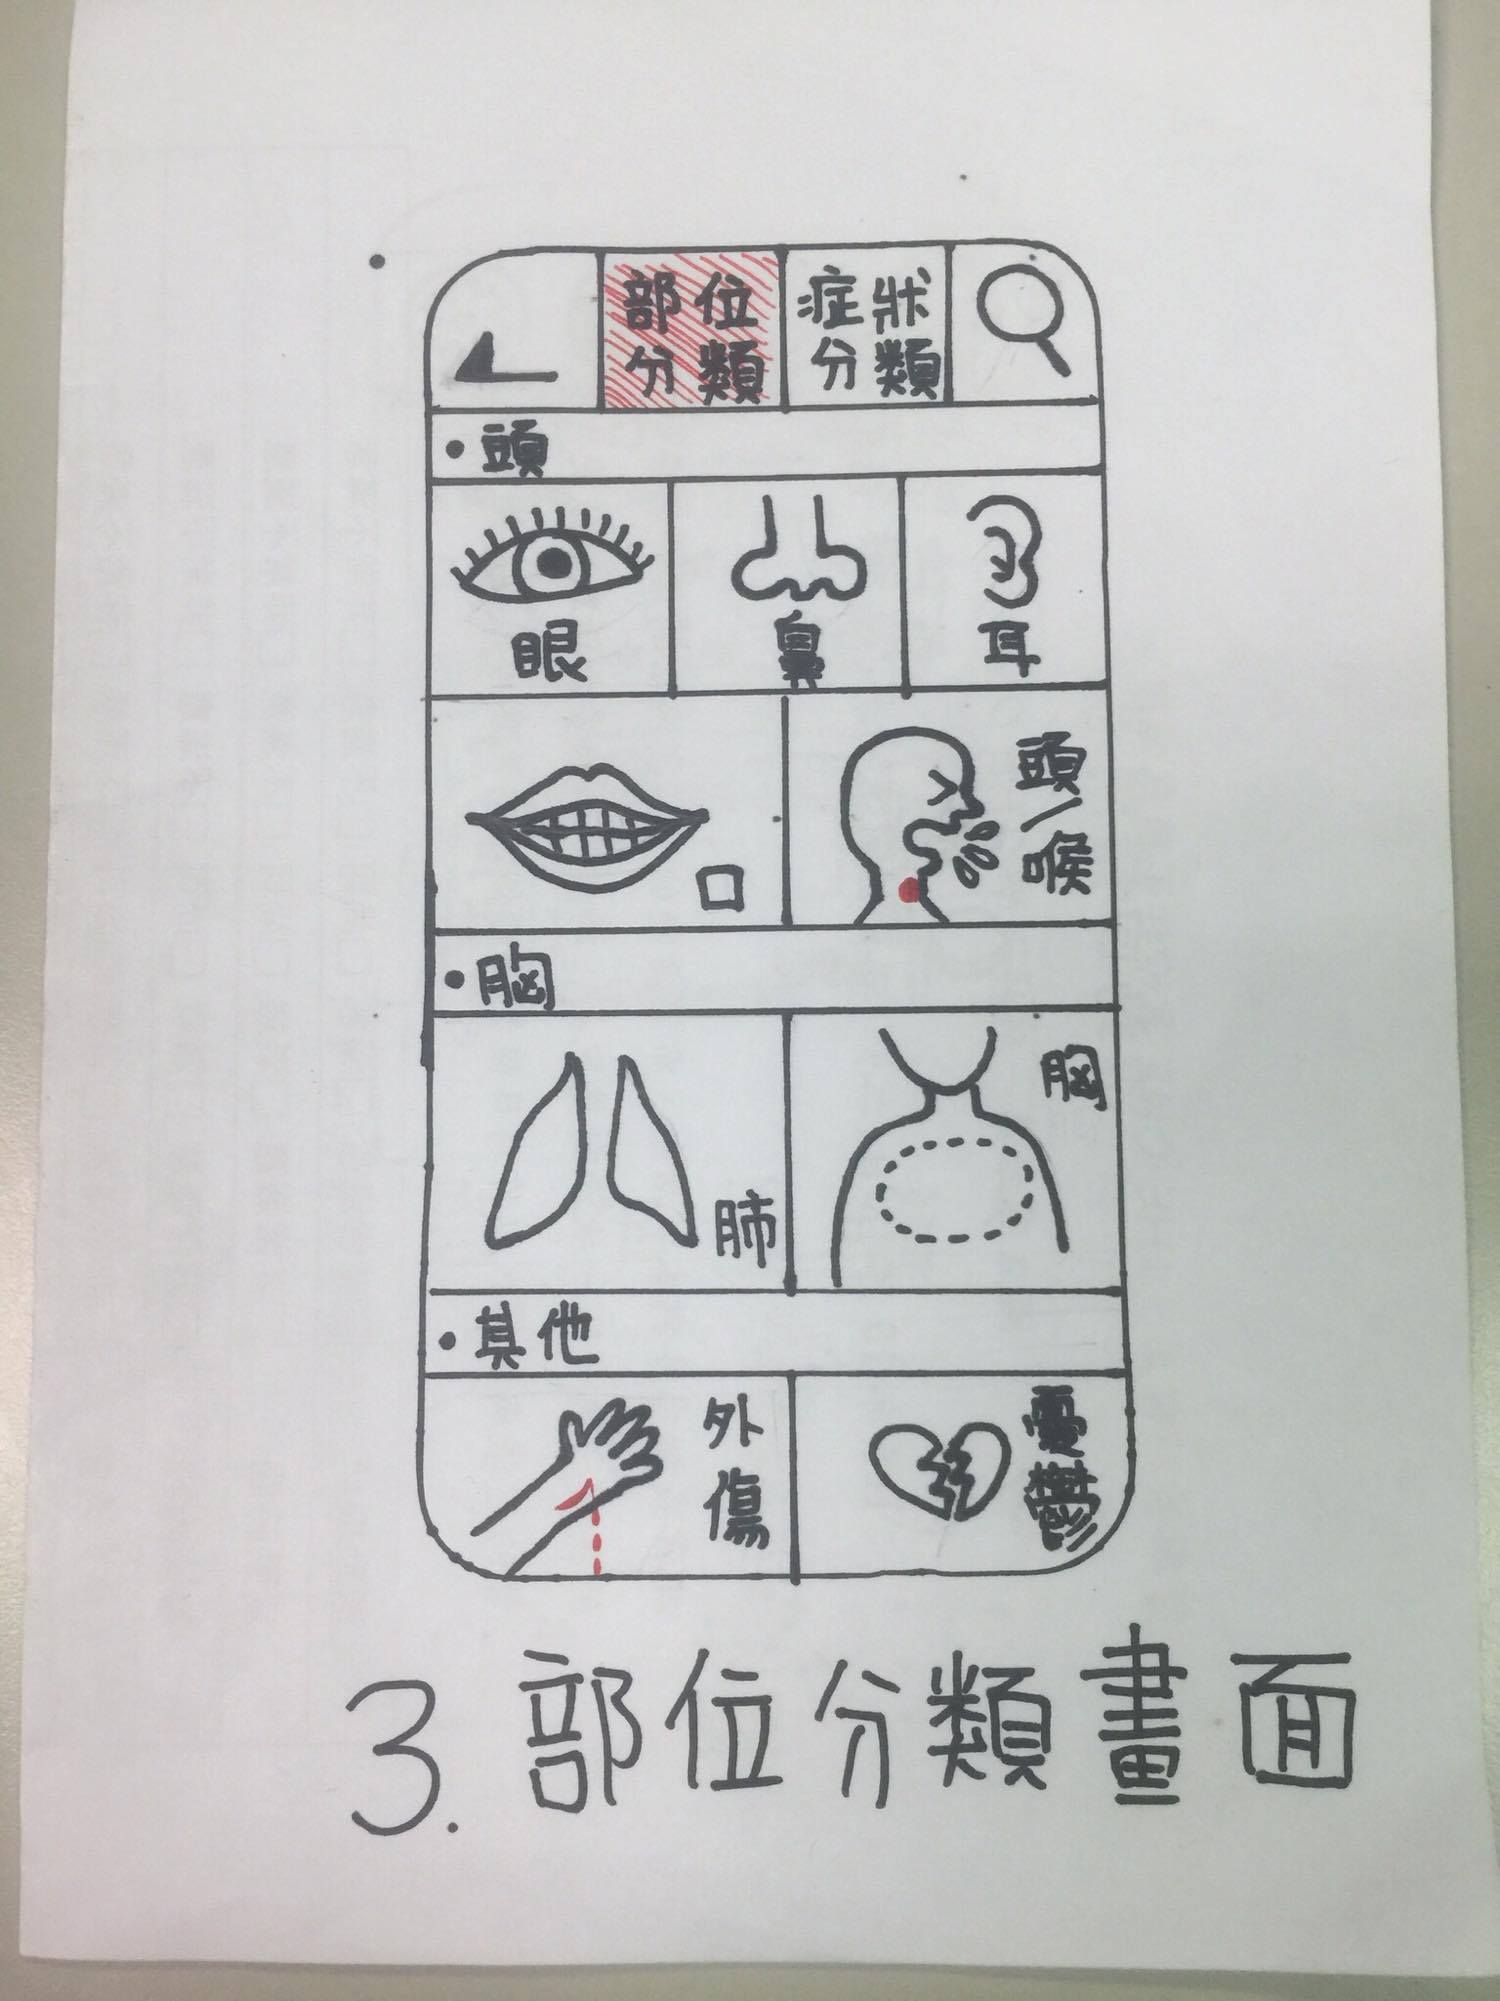 部位
分類
症狀
分類
•頭
眼
鼻
耳
口
頭/喉
•胸
肺
胸
•其他
外傷
憂鬱
3.部位分類畫面